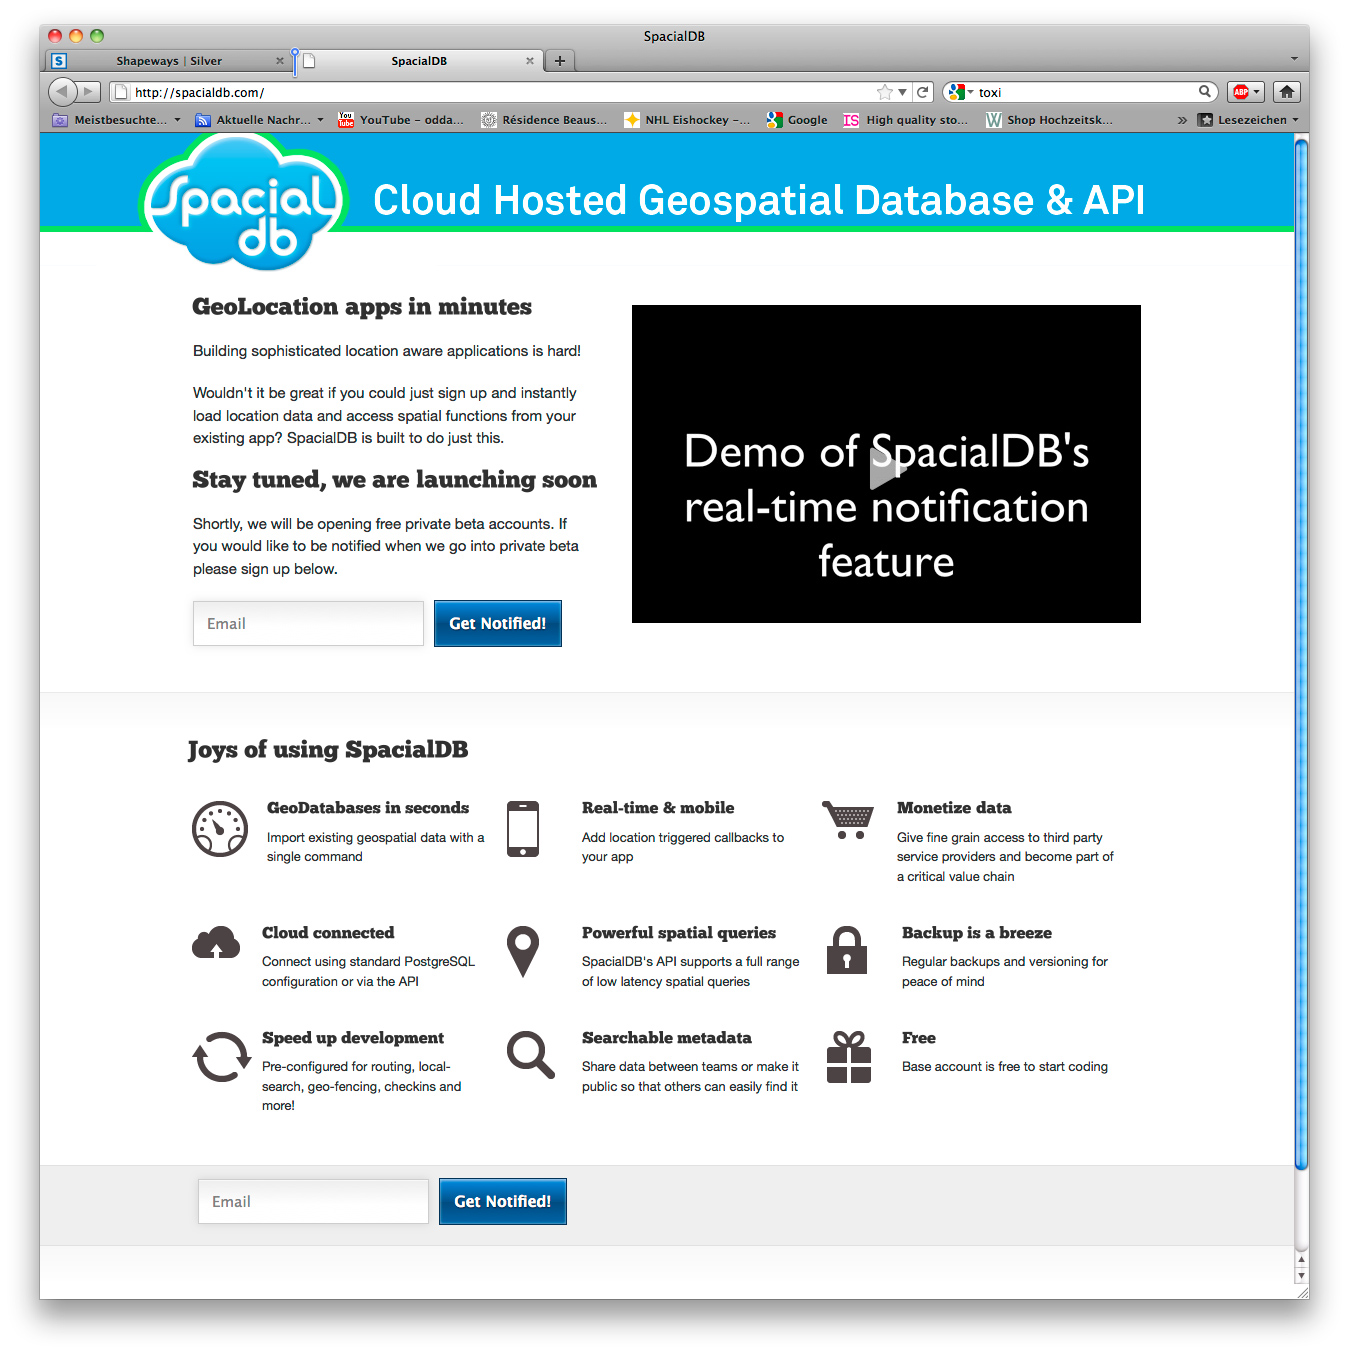 SpacialDB
S
Shapeways | Silver
SpacialDB
http://spacialdb.com/
toxi
ABP
Meistbesuchte...
Aktuelle Nachr...
You Tube
YouTube – odda...
Résidence Beaus...
NHL Eishockey –...
Google
IS
High quality sto...
W
Shop Hochzeitsk...
»
Lesezeichen
Spacial
db
Cloud Hosted Geospatial Database & API
GeoLocation apps in minutes
Building sophisticated location aware applications is hard!
Wouldn't it be great if you could just sign up and instantly
load location data and access spatial functions from your
existing app? SpacialDB is built to do just this.
Stay tuned, we are launching soon
Shortly, we will be opening free private beta accounts. If
you would like to be notified when we go into private beta
please sign up below.
Email
Get Notified!
Demo of SpacialDB's
real-time notification
feature
Joys of using SpacialDB
GeoDatabases in seconds
Import existing geospatial data with a
single command
Real-time & mobile
Add location triggered callbacks to
your app
Monetize data
Give fine grain access to third party
service providers and become part of
a critical value chain
Cloud connected
Connect using standard PostgreSQL
configuration or via the API
Powerful spatial queries
SpacialDB's API supports a full range
of low latency spatial queries
Backup is a breeze
Regular backups and versioning for
peace of mind
Speed up development
Pre-configured for routing, local-
search, geo-fencing, checkins and
more!
Searchable metadata
Share data between teams or make it
public so that others can easily find it
Free
Base account is free to start coding
Email
Get Notified!